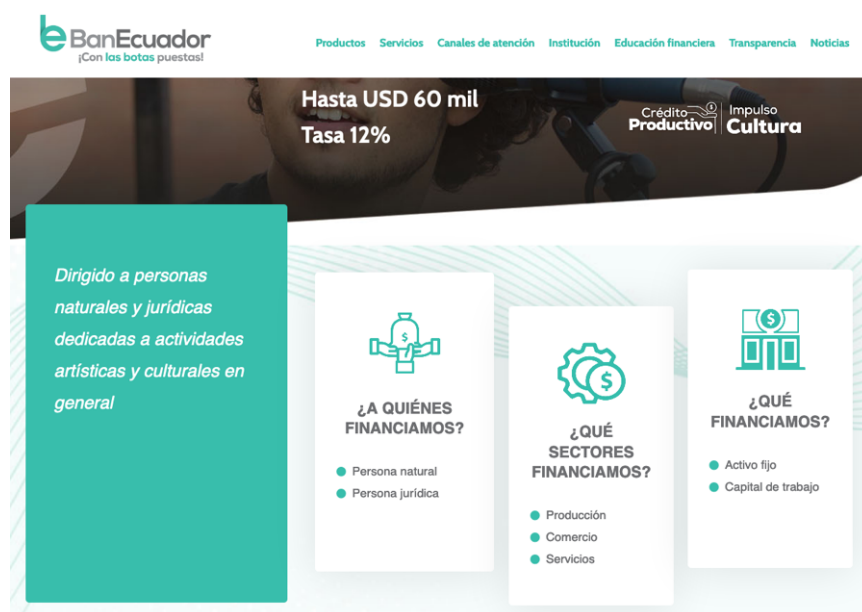 BanEcuador
¡Con las botas puestas!
Productos Servicios Canales de atención Institución Educación financiera Transparencia Noticias
Hasta USD 60 mil
Tasa 12%
Crédito
Productivo
Impulso
Cultura
Dirigido a personas
naturales y jurídicas
dedicadas a actividades
artísticas y culturales en
general
¿A QUIÉNES
FINANCIAMOS?
Persona natural
Persona jurídica
¿QUÉ
SECTORES
FINANCIAMOS?
Producción
Comercio
Servicios
¿QUÉ
FINANCIAMOS?
Activo fijo
Capital de trabajo